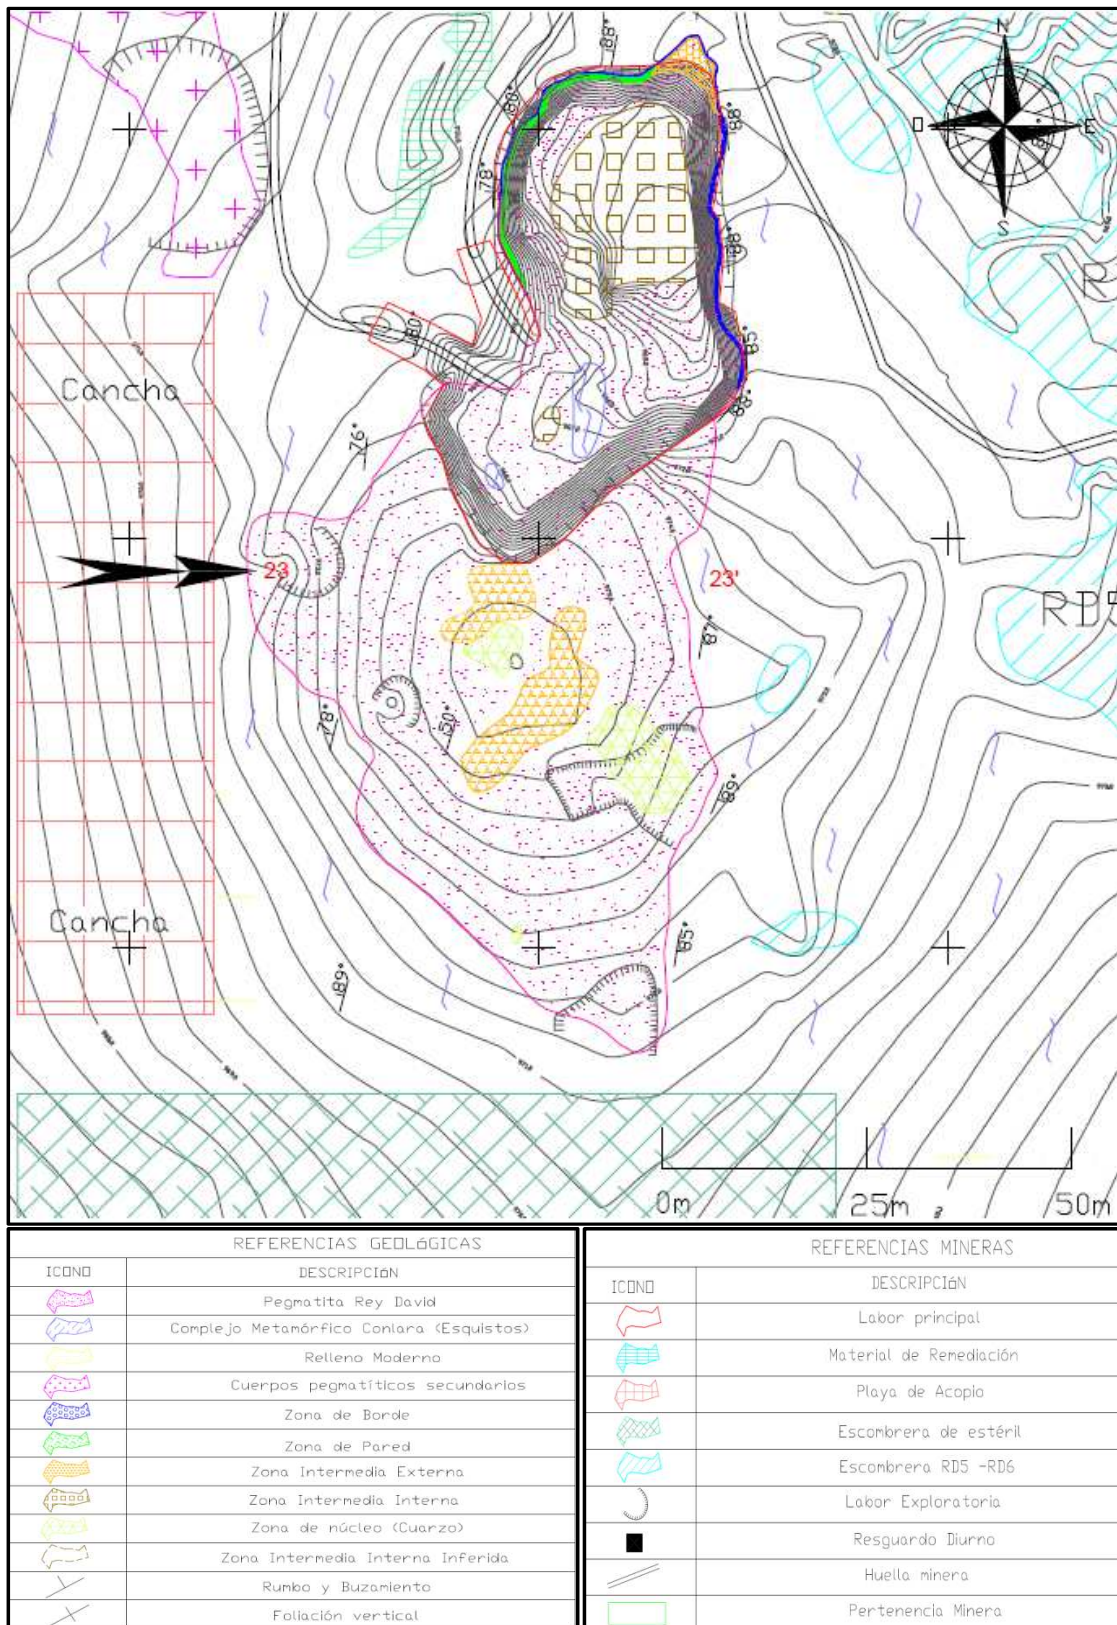 88°
N
88°
88°
O
E
78°
88°
S
80°
85°
Cancha
88°
76°
23
23'
RD5
78°
78°
50°
89°
Cancha
85°
89°
0m
25m
50m
REFERENCIAS GEOLóGICAS
ICONO
DESCRIPCIóN
Pegmatita Rey David
Complejo Metamórfico Conlara (Esquistos)
Relleno Moderno
Cuerpos pegmatíticos secundarios
Zona de Borde
Zona de Pared
Zona Intermedia Externa
Zona Intermedia Interna
Zona de núcleo (Cuarzo)
Zona Intermedia Interna Inferida
Rumbo y Buzamiento
Foliación vertical
REFERENCIAS MINERAS
ICONO
DESCRIPCIóN
Labor principal
Material de Remediación
Playa de Acopio
Escombrera de estéril
Escombrera RD5 -RD6
Labor Exploratoria
Resguardo Diurno
Huella minera
Pertenencia Minera